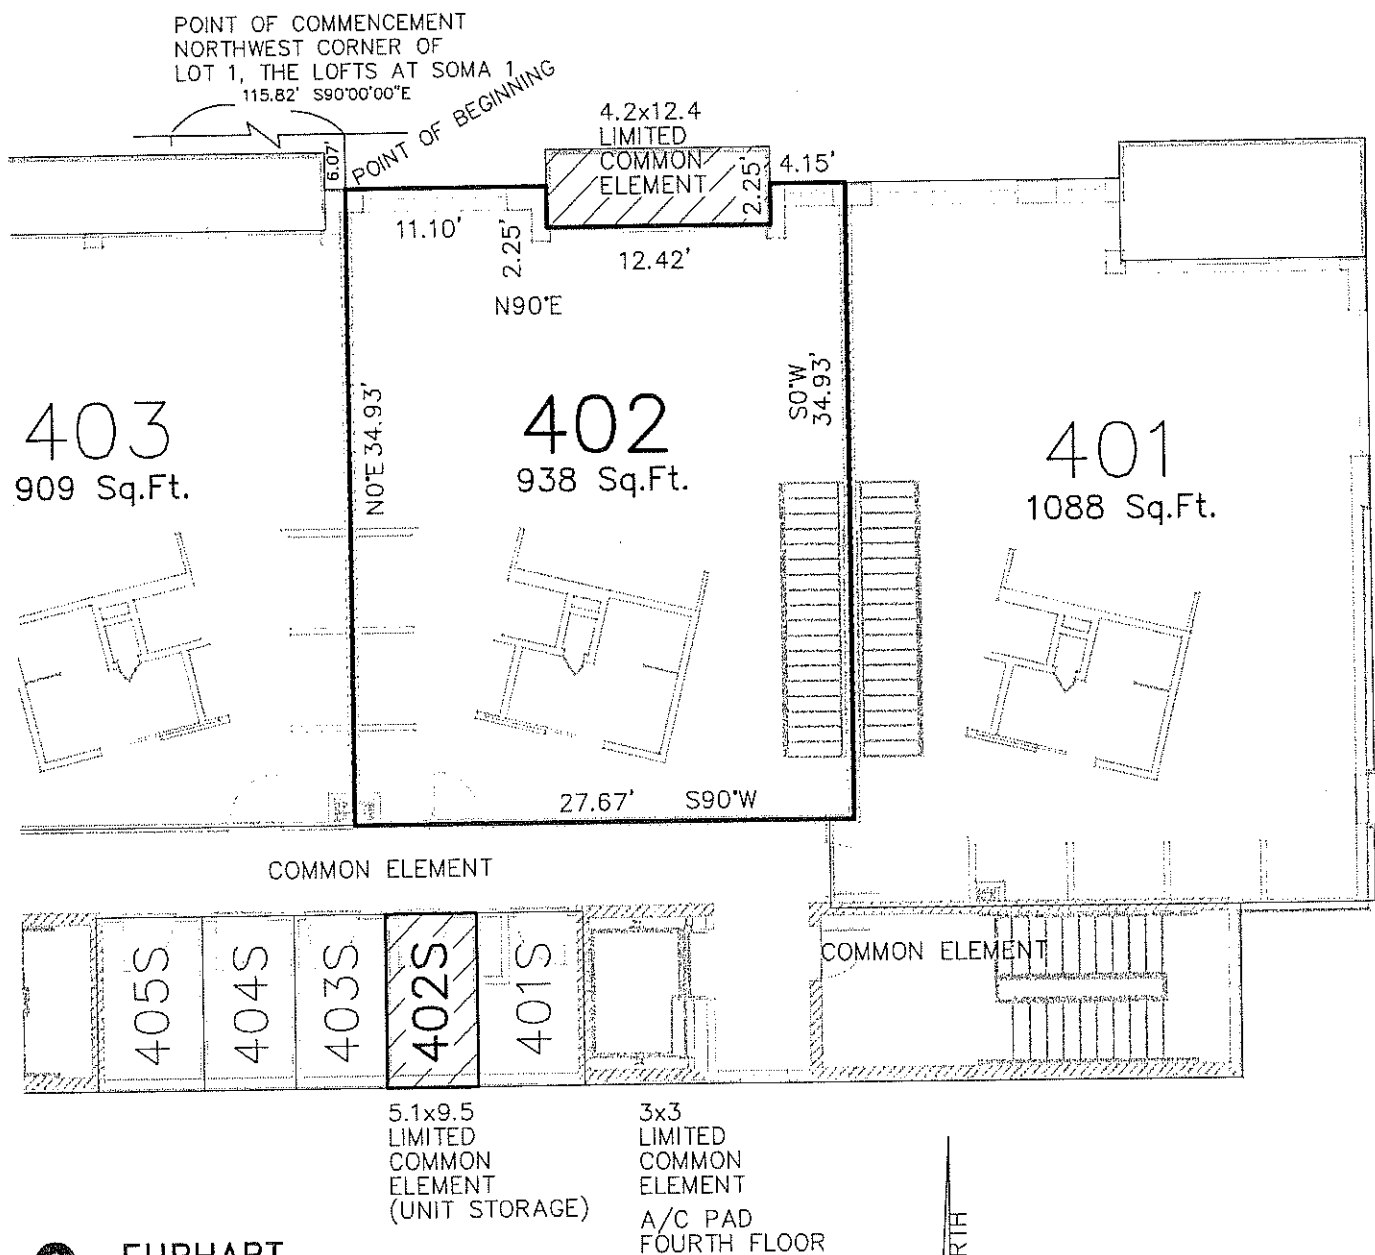 POINT OF COMMENCEMENT
NORTHWEST CORNER OF
LOT 1, THE LOFTS AT SOMA 1
115.82' S90°00'00"E
POINT OF BEGINNING
6.07'
4.2x12.4
LIMITED
COMMON
ELEMENT
2.25'
4.15'
11.10'
2.25'
12.42'
N90°E
N0°E 34.93'
S0°W
34.93'
403
909 Sq.Ft.
402
938 Sq.Ft.
401
1088 Sq.Ft.
27.67' S90°W
COMMON ELEMENT
COMMON ELEMENT
405S
404S
403S
402S
401S
5.1x9.5
LIMITED
COMMON
ELEMENT
(UNIT STORAGE)
3x3
LIMITED
COMMON
ELEMENT
A/C PAD
FOURTH FLOOR